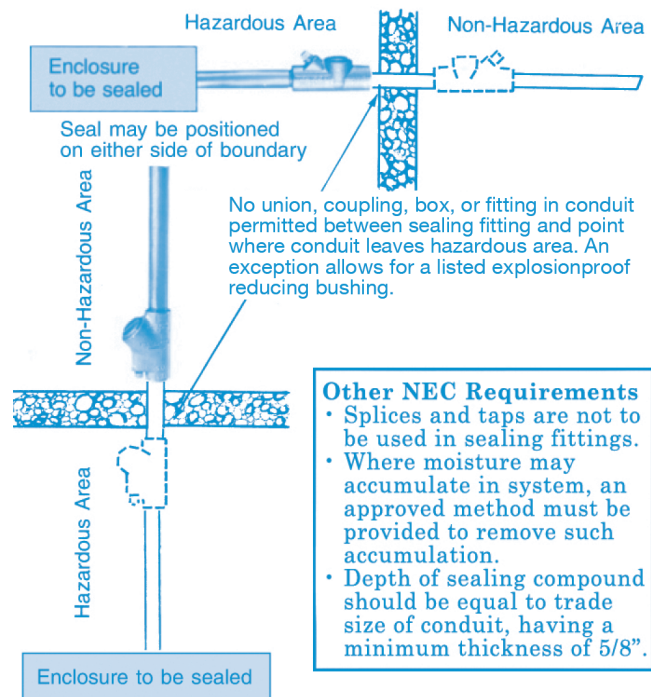 Hazardous Area
Non-Hazardous Area
Enclosure
to be sealed
Seal may be positioned
on either side of boundary
Non-Hazardous Area
No union, coupling, box, or fitting in conduit
permitted between sealing fitting and point
where conduit leaves hazardous area. An
exception allows for a listed explosionproof
reducing bushing.
Hazardous Area
Enclosure to be sealed
Other NEC Requirements
• Splices and taps are not to
be used in sealing fittings.
• Where moisture may
accumulate in system, an
approved method must be
provided to remove such
accumulation.
• Depth of sealing compound
should be equal to trade
size of conduit, having a
minimum thickness of 5/8”.